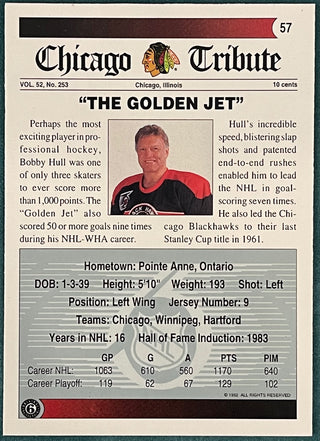 57
Chicago Tribute
VOL. 52, No. 253 Chicago, Illinois 10 cents
"THE GOLDEN JET"
Perhaps the most
exciting player in pro-
fessional hockey,
Bobby Hull was one
of only three skaters
to ever score more
than 1,000 points. The
"Golden Jet" also
scored 50 or more goals nine times
during his NHL-WHA career.
Hull's incredible
speed, blistering slap
shots and patented
end-to-end rushes
enabled him to lead
the NHL in goal-
scoring seven times.
He also led the Chi-
cago Blackhawks to their last
Stanley Cup title in 1961.
Hometown: Pointe Anne, Ontario
DOB: 1-3-39 Height: 5'10" Weight: 193 Shot: Left
Position: Left Wing Jersey Number: 9
Teams: Chicago, Winnipeg, Hartford
Years in NHL: 16 Hall of Fame Induction: 1983
GP G A PTS PIM
Career NHL: 1063 610 560 1170 640
Career Playoff: 119 62 67 129 102
© 1992 ALL RIGHTS RESERVED
6